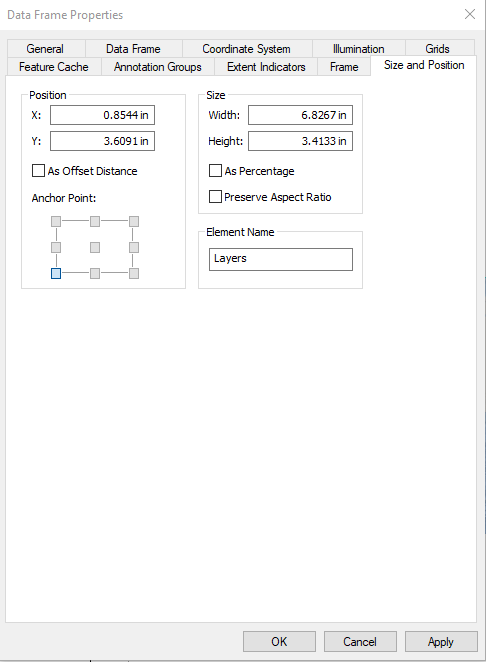 Data Frame Properties
General Data Frame Coordinate System Illumination Grids
Feature Cache Annotation Groups Extent Indicators Frame Size and Position
Position
X: 0.8544 in
Y: 3.6091 in
As Offset Distance
Anchor Point:
Size
Width: 6.8267 in
Height: 3.4133 in
As Percentage
Preserve Aspect Ratio
Element Name
Layers
OK Cancel Apply